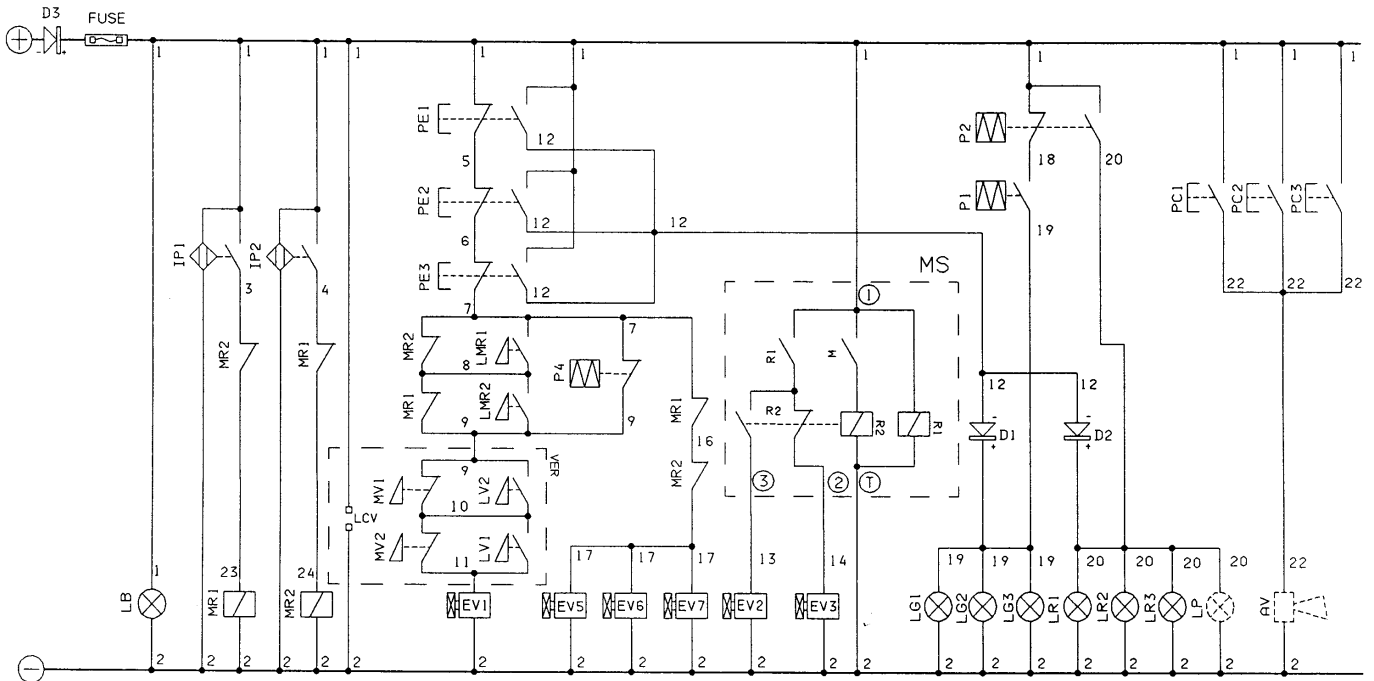 D3
FUSE
- +
1 1 1 1 1 1 1 1 1 1 1
PE1
12
P2
5
18
20
PE2
P1
PC1
PC2
PC3
12
12
19
6
IP1
IP2
MS
PE3
3
4
12
22
22
22
1
7
7
MR2
MR1
MR2
LMR1
8
P4
R1
M
12
12
MR1
LMR2
MR1
R2
R2
R1
- -
D1
D2
+ +
9
9
16
VER
9
MR2
3
2
T
MV1
LV2
LCV
10
MV2
LV1
17
17
17
13
14
19
19
19
20
20
20
20
22
1
23
24
11
LB
MR1
MR2
EV1
EV5
EV6
EV7
EV2
EV3
LG1
LG2
LG3
LR1
LR2
LR3
LP
AV
2 2 2 2 2 2 2 2 2 2 2 2 2 2 2 2 2 2 2 2 2